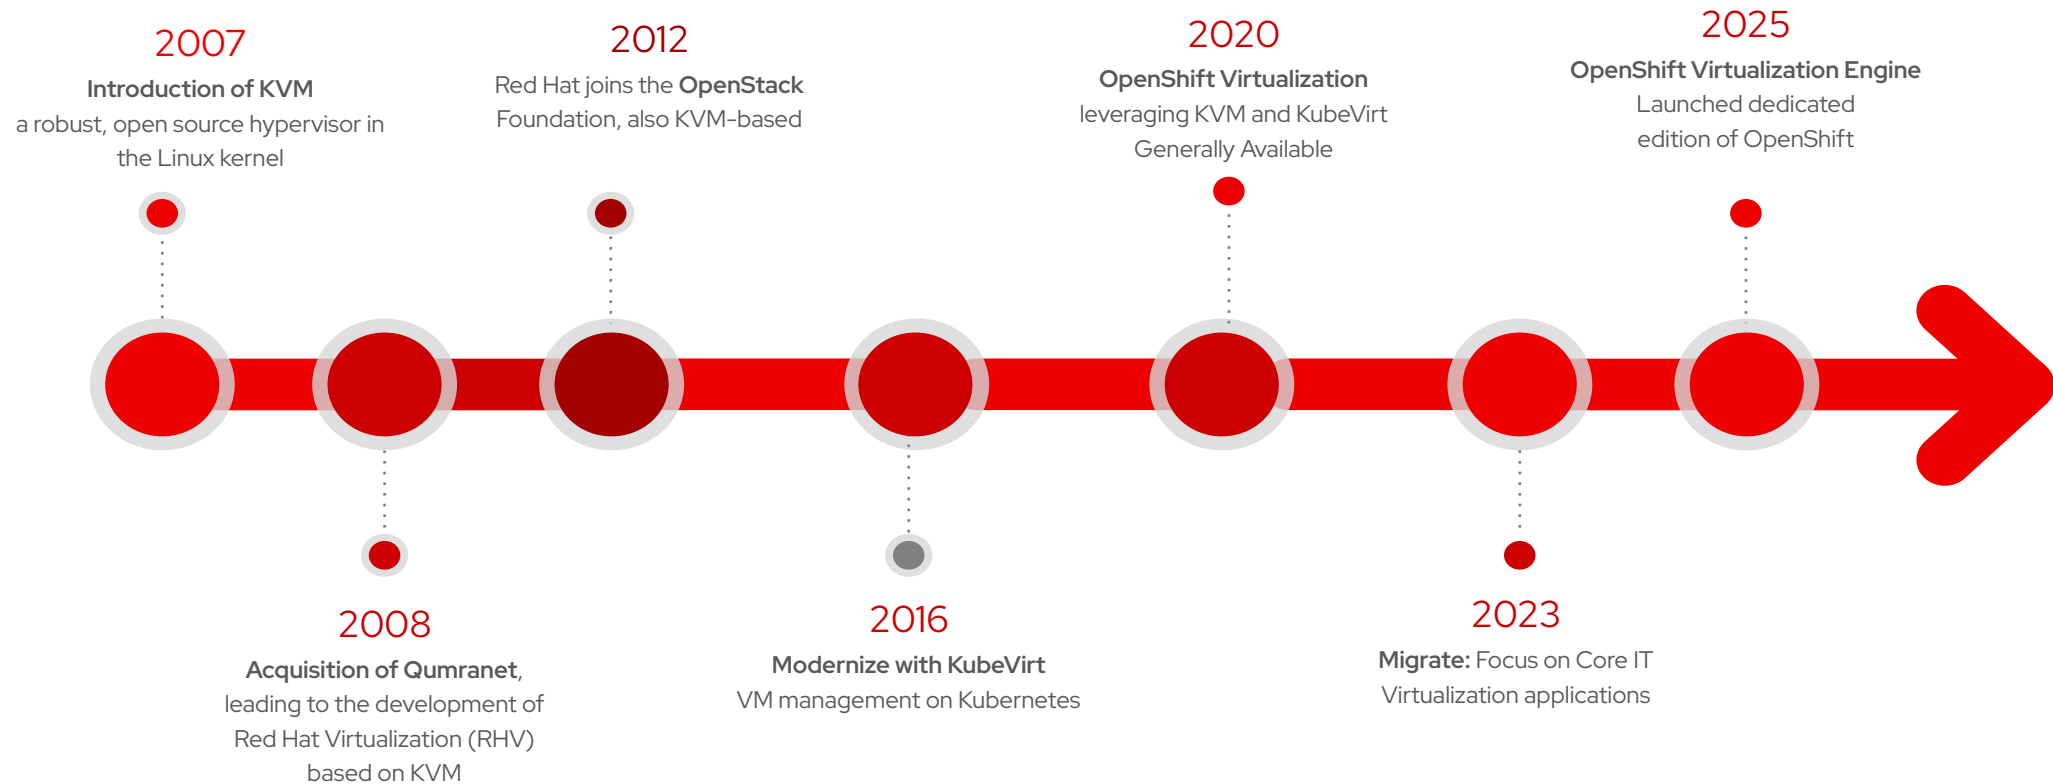 2007
Introduction of KVM
a robust, open source hypervisor in
the Linux kernel
2008
Acquisition of Qumranet,
leading to the development of
Red Hat Virtualization (RHV)
based on KVM
2012
Red Hat joins the OpenStack
Foundation, also KVM-based
2016
Modernize with KubeVirt
VM management on Kubernetes
2020
OpenShift Virtualization
leveraging KVM and KubeVirt
Generally Available
2023
Migrate: Focus on Core IT
Virtualization applications
2025
OpenShift Virtualization Engine
Launched dedicated
edition of OpenShift